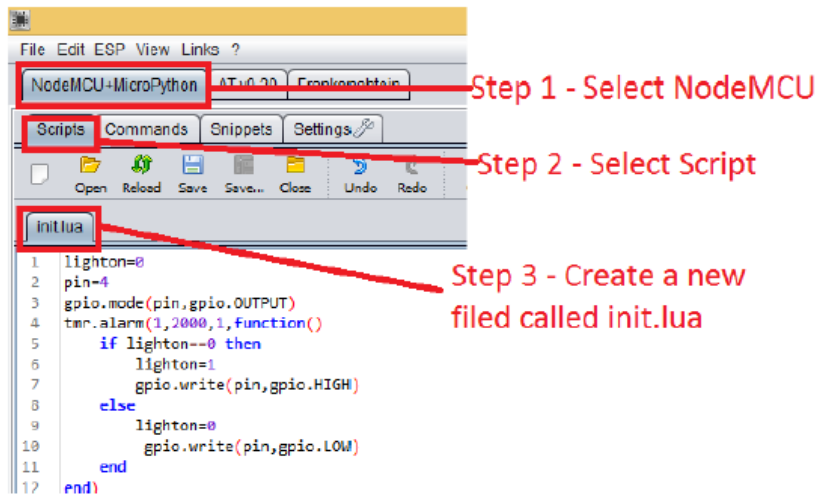 File Edit ESP View Links ?
NodeMCU+MicroPython AT v0.20 Frankenshtein
Step 1 - Select NodeMCU
Scripts Commands Snippets Settings
Step 2 - Select Script
Open Reload Save Save... Close Undo Redo
init.lua
Step 3 - Create a new
filed called init.lua
1 lighton=0
2 pin=4
3 gpio.mode(pin,gpio.OUTPUT)
4 tmr.alarm(1,2000,1,function()
5 if lighton==0 then
6 lighton=1
7 gpio.write(pin,gpio.HIGH)
8 else
9 lighton=0
10 gpio.write(pin,gpio.LOW)
11 end
12 end)